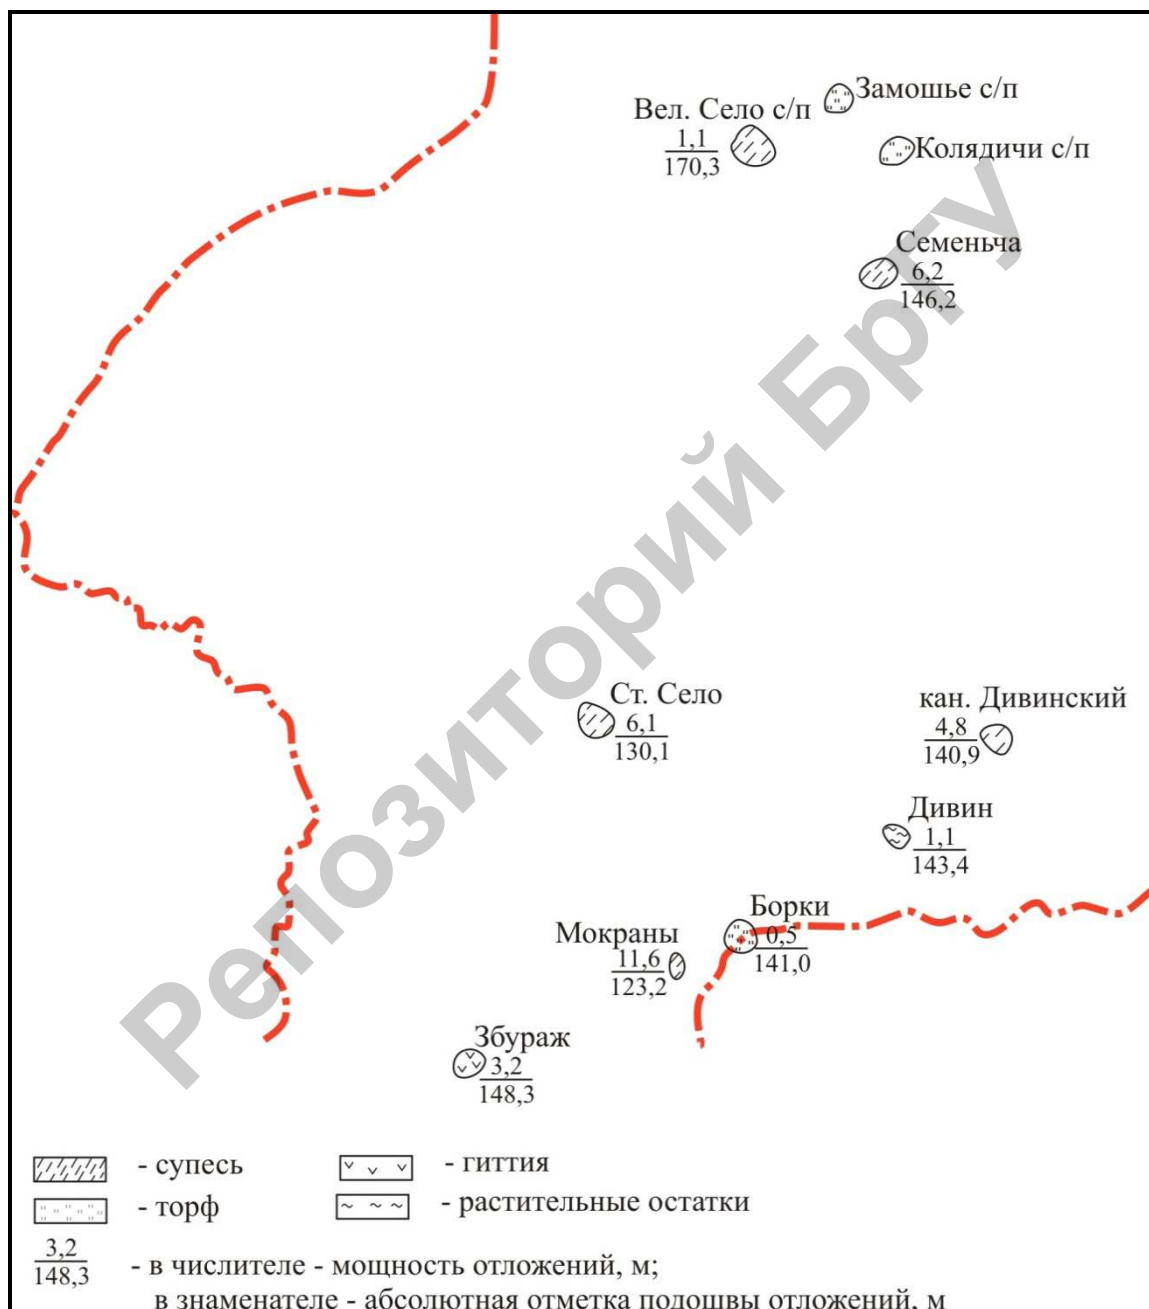 Замошье с/п
Вел. Село с/п
1,1
170,3
Колядичи с/п
Семеньча
6,2
146,2
Ст. Село
6,1
130,1
кан. Дивинский
4,8
140,9
Дивин
1,1
143,4
Борки
0,5
141,0
Мокраны
11,6
123,2
Збураж
3,2
148,3
Репозиторий БрГУ
- супесь
- гиттия
- торф
- растительные остатки
3,2
148,3
- в числителе - мощность отложений, м;
в знаменателе - абсолютная отметка подошвы отложений, м